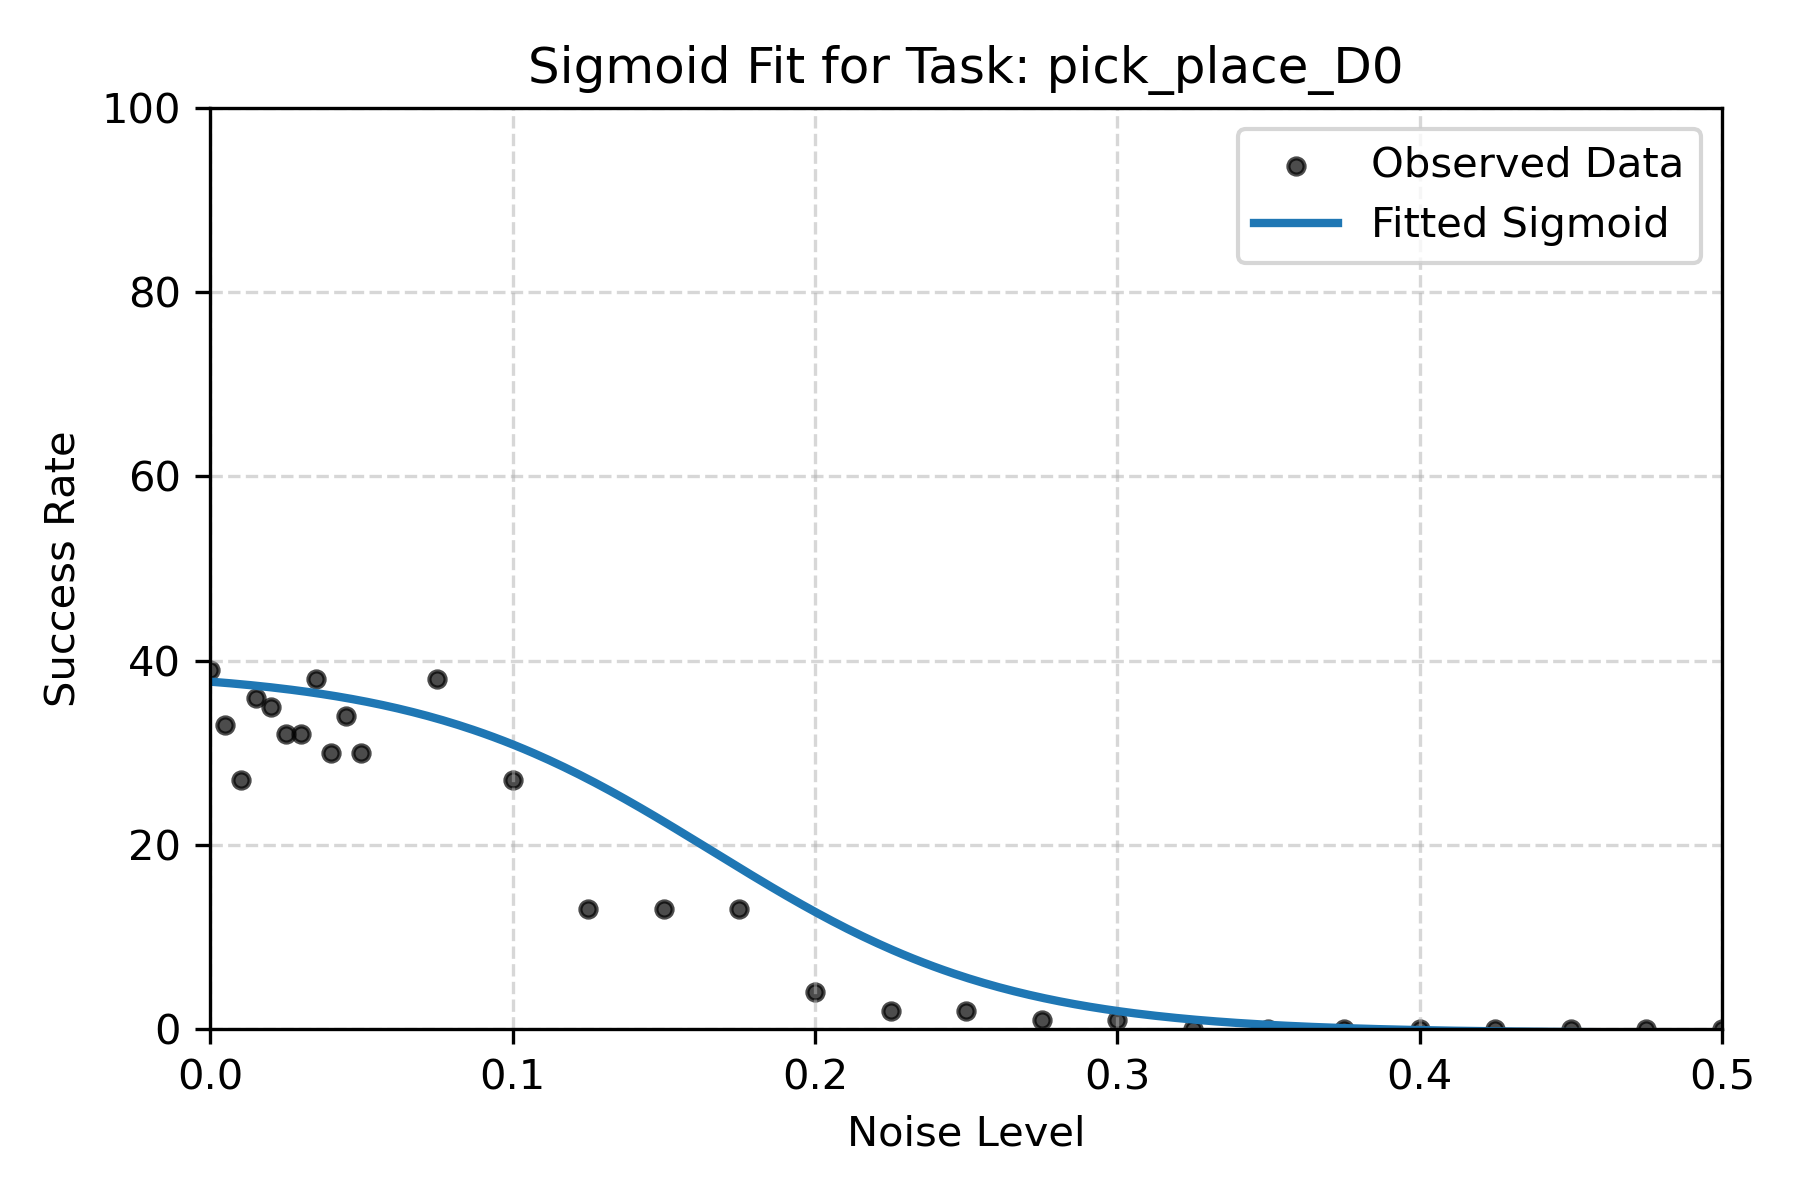 Sigmoid Fit for Task: pick_place_D0
100
80
60
40
20
0
Success Rate
0.0
0.1
0.2
0.3
0.4
0.5
Noise Level
Observed Data
Fitted Sigmoid